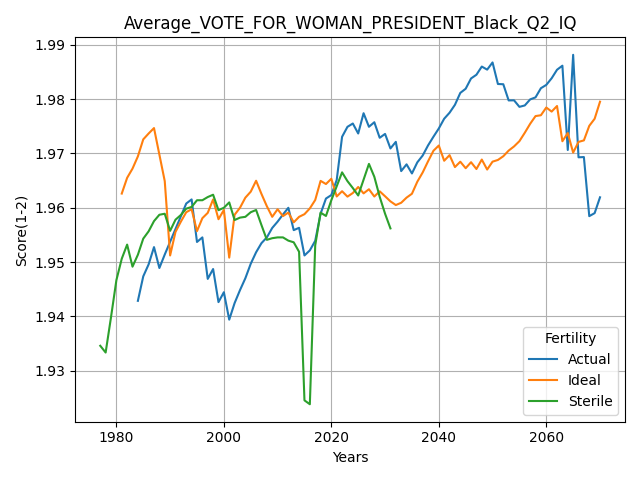 Average_VOTE_FOR_WOMAN_PRESIDENT_Black_Q2_IQ
Score(1-2)
1.99
1.98
1.97
1.96
1.95
1.94
1.93
1980
2000
2020
2040
2060
Years
Fertility
Actual
Ideal
Sterile